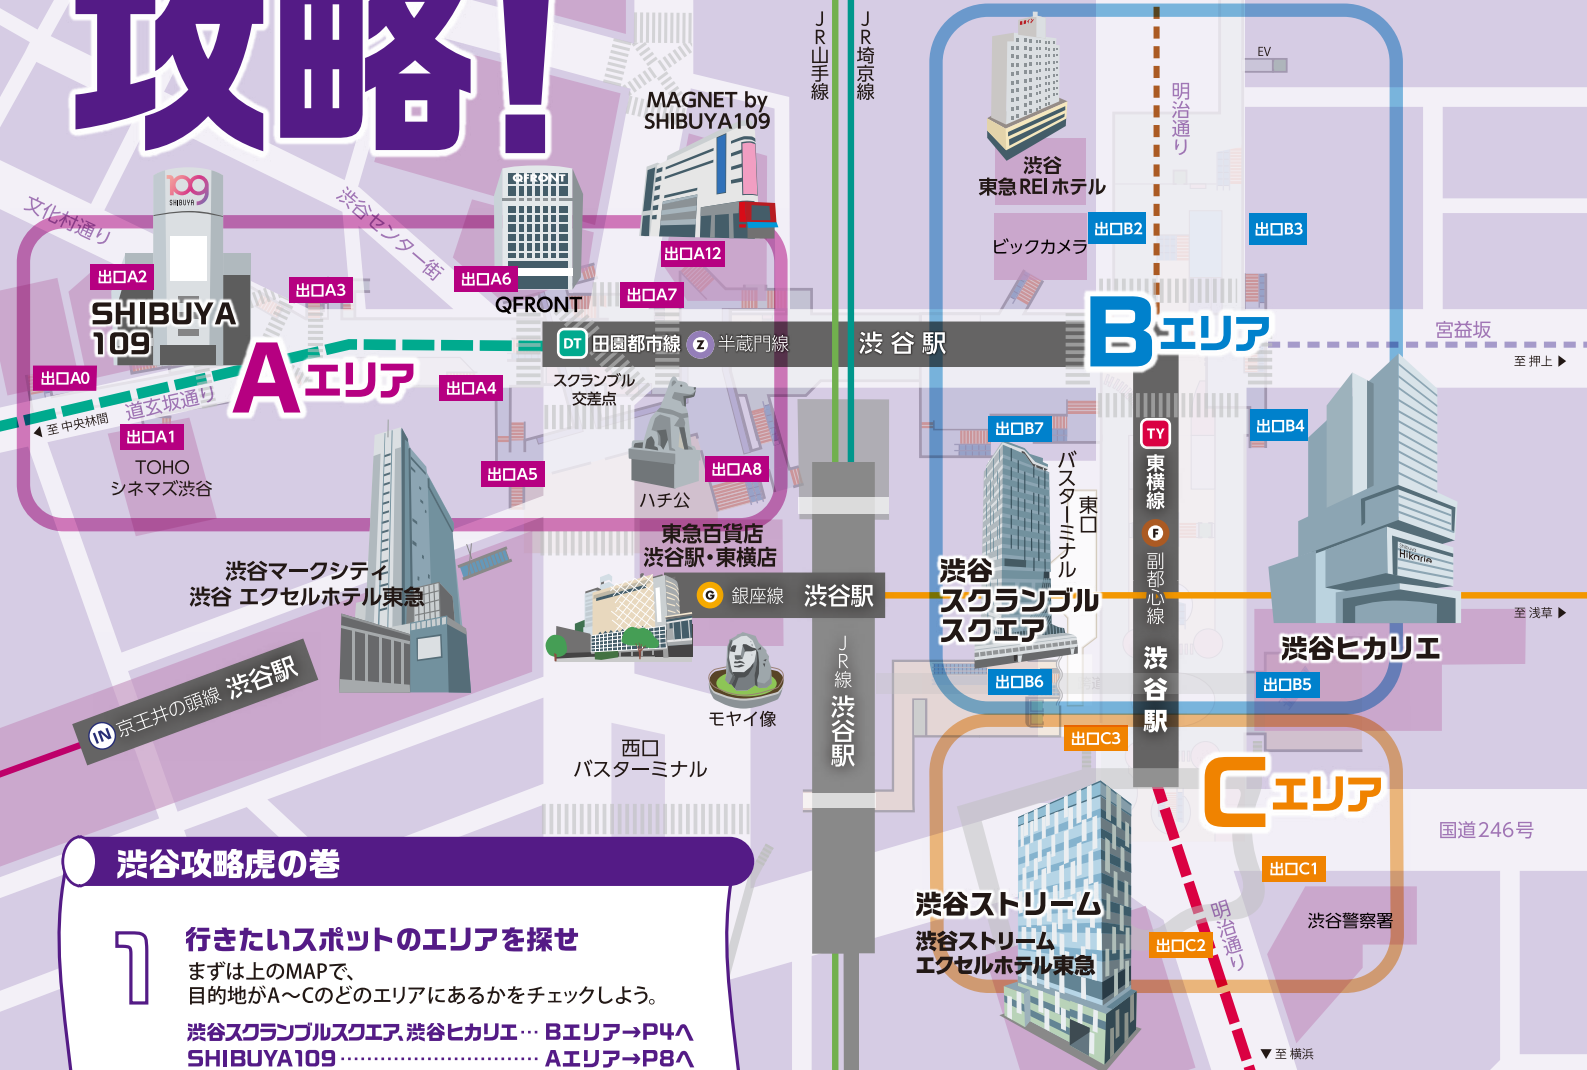 攻略!
JR山手線
JR埼京線
EV
明治通り
MAGNET by
SHIBUYA109
渋谷
東急REIホテル
109
SHIBUYA
QFRONT
文化村通り
渋谷センター街
出口B2
出口B3
ビックカメラ
出口A12
出口A2
出口A3
出口A6
出口A7
QFRONT
SHIBUYA
109
Bエリア
宮益坂
至 押上
DT 田園都市線
Z 半蔵門線
渋谷駅
スクランブル
交差点
出口A0
Aエリア
出口A4
道玄坂通り
至 中央林間
出口A1
TOHO
シネマズ渋谷
出口A5
出口A8
ハチ公
出口B7
出口B4
TY
東横線
F
副都心線
渋谷駅
東口
バスターミナル
Hikarie
東急百貨店
渋谷駅・東横店
渋谷マークシティ
渋谷 エクセルホテル東急
G 銀座線 渋谷駅
渋谷
スクランブル
スクエア
至 浅草
渋谷ヒカリエ
出口B6
出口B5
JR線 渋谷駅
IN 京王井の頭線 渋谷駅
モヤイ像
西口
バスターミナル
出口C3
Cエリア
国道246号
出口C1
渋谷警察署
明治通り
出口C2
渋谷ストリーム
渋谷ストリーム
エクセルホテル東急
至 横浜
渋谷攻略虎の巻
1
行きたいスポットのエリアを探せ
まずは上のMAPで、
目的地がA〜Cのどのエリアにあるかをチェックしよう。
渋谷スクランブルスクエア、渋谷ヒカリエ… Bエリア→P4へ
SHIBUYA109 …………………………… Aエリア→P8へ